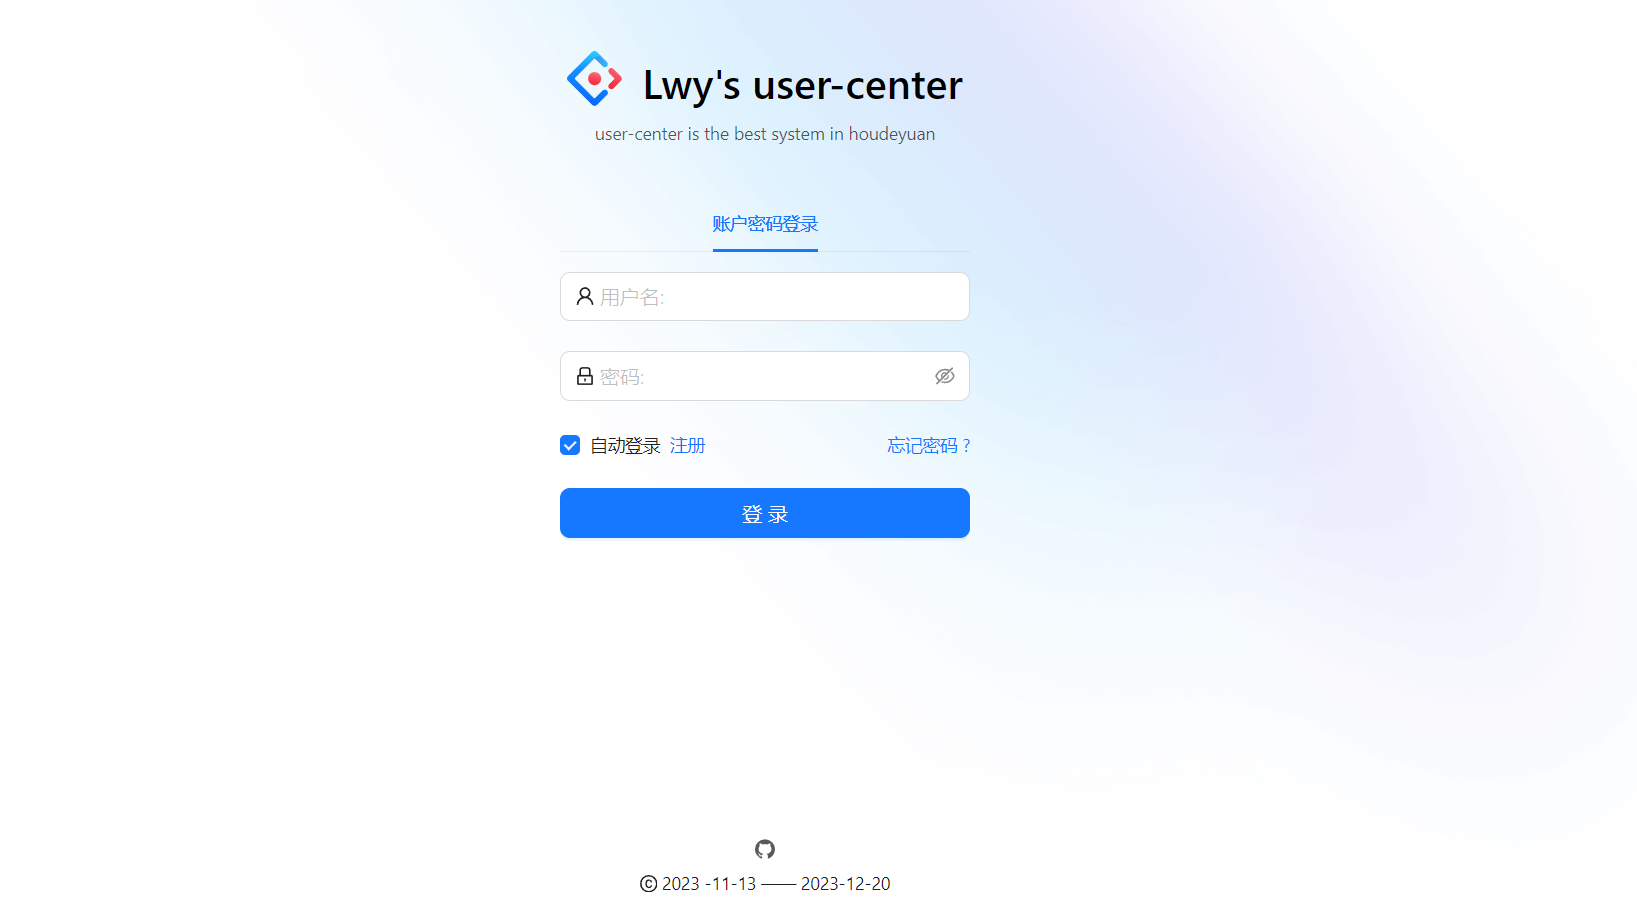 Lwy's user-center
user-center is the best system in houdeyuan
账户密码登录
用户名:
密码:
自动登录 注册 忘记密码 ?
登 录
© 2023 -11-13 —— 2023-12-20